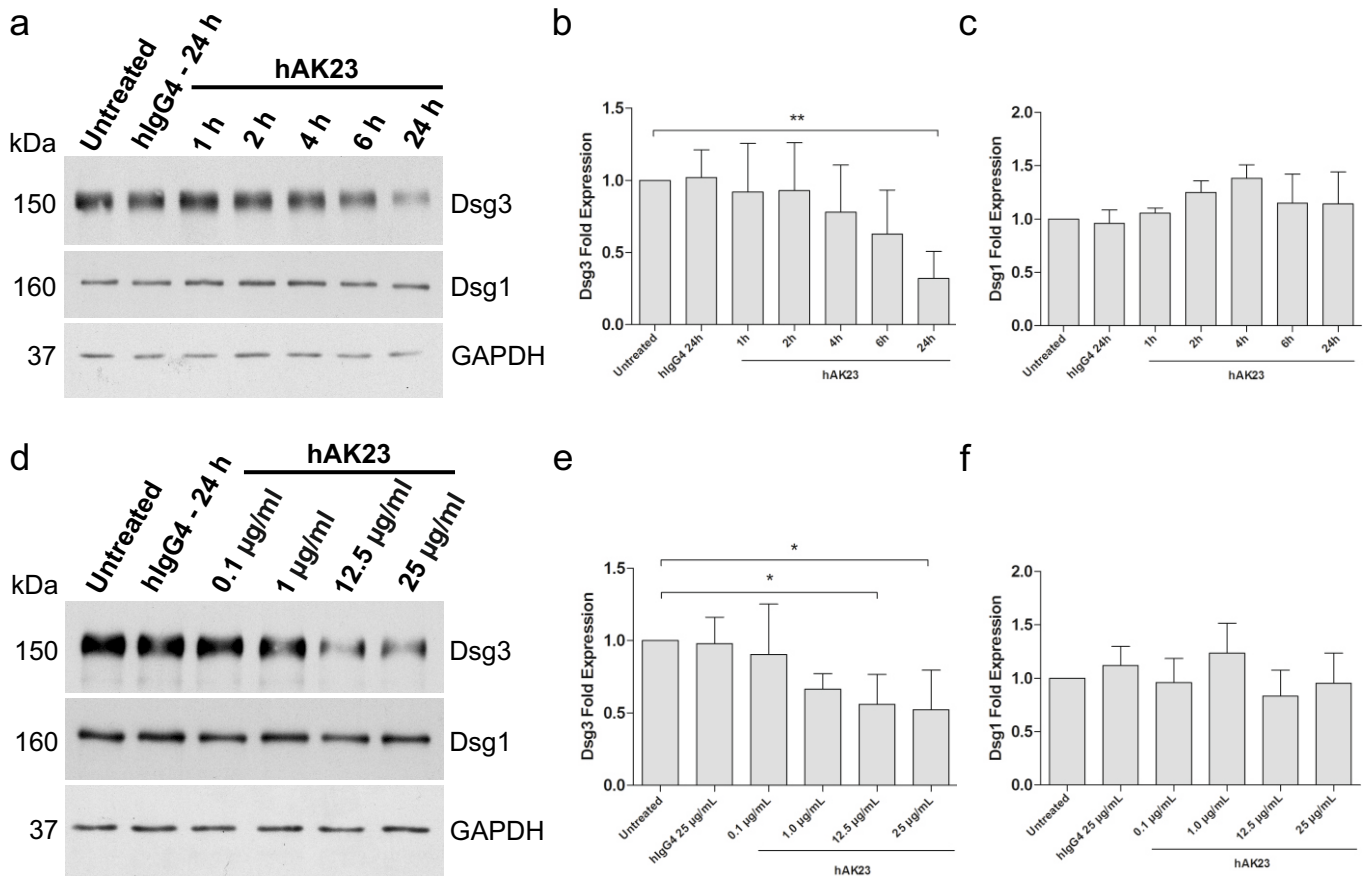 a
Untreated
hIgG4 - 24 h
hAK23
1 h
2 h
4 h
6 h
24 h
kDa
150
Dsg3
160
Dsg1
37
GAPDH
b
**
Dsg3 Fold Expression
1.5
1.0
0.5
0.0
Untreated
hIgG4 24h
1h
2h
4h
6h
24h
hAK23
c
Dsg1 Fold Expression
2.0
1.5
1.0
0.5
0.0
Untreated
hIgG4 24h
1h
2h
4h
6h
24h
hAK23
d
Untreated
hIgG4 - 24 h
hAK23
0.1 µg/ml
1 µg/ml
12.5 µg/ml
25 µg/ml
kDa
150
Dsg3
160
Dsg1
37
GAPDH
e
*
*
Dsg3 Fold Expression
1.5
1.0
0.5
0.0
Untreated
hIgG4 25 µg/mL
0.1 µg/mL
1.0 µg/mL
12.5 µg/mL
25 µg/mL
hAK23
f
Dsg1 Fold Expression
2.0
1.5
1.0
0.5
0.0
Untreated
hIgG4 25 µg/mL
0.1 µg/mL
1.0 µg/mL
12.5 µg/mL
25 µg/mL
hAK23